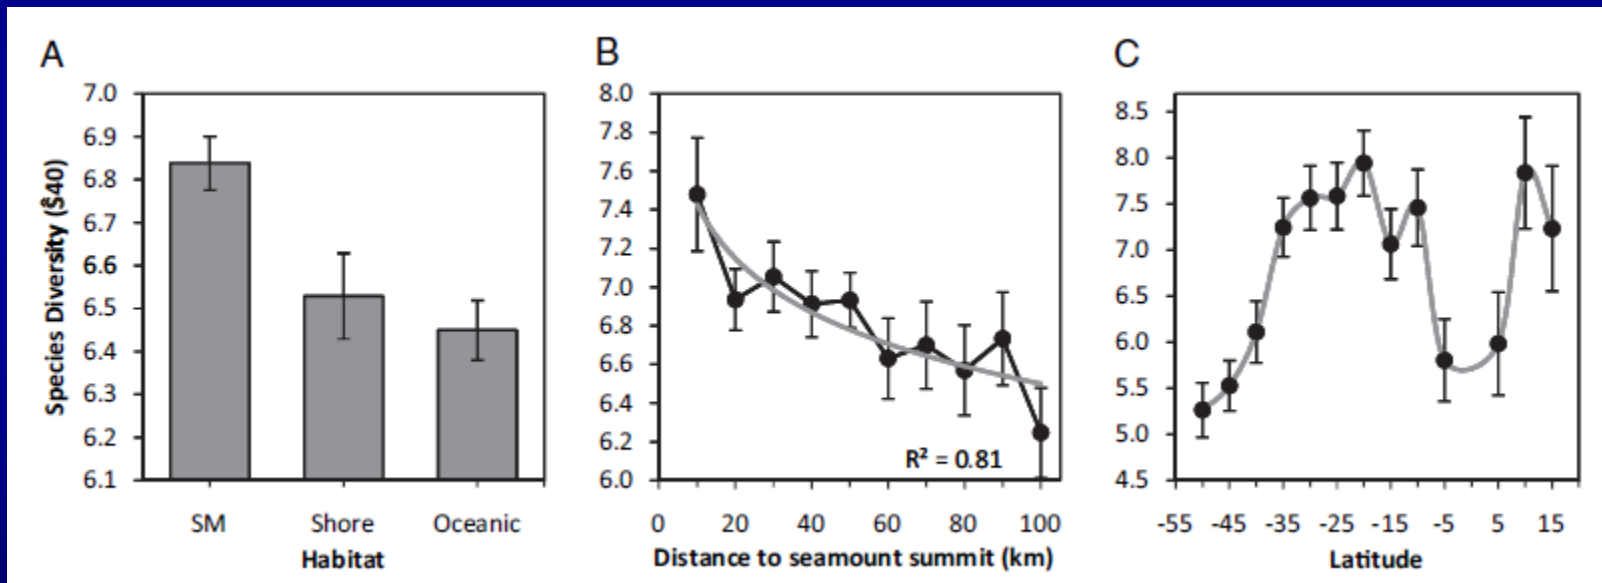 A
Species Diversity (Ŝ40)
7.0
6.9
6.8
6.7
6.6
6.5
6.4
6.3
6.2
6.1
SM Shore Oceanic
Habitat
B
8.0
7.8
7.6
7.4
7.2
7.0
6.8
6.6
6.4
6.2
6.0
R² = 0.81
0 20 40 60 80 100
Distance to seamount summit (km)
C
8.5
8.0
7.5
7.0
6.5
6.0
5.5
5.0
4.5
-55 -45 -35 -25 -15 -5 5 15
Latitude